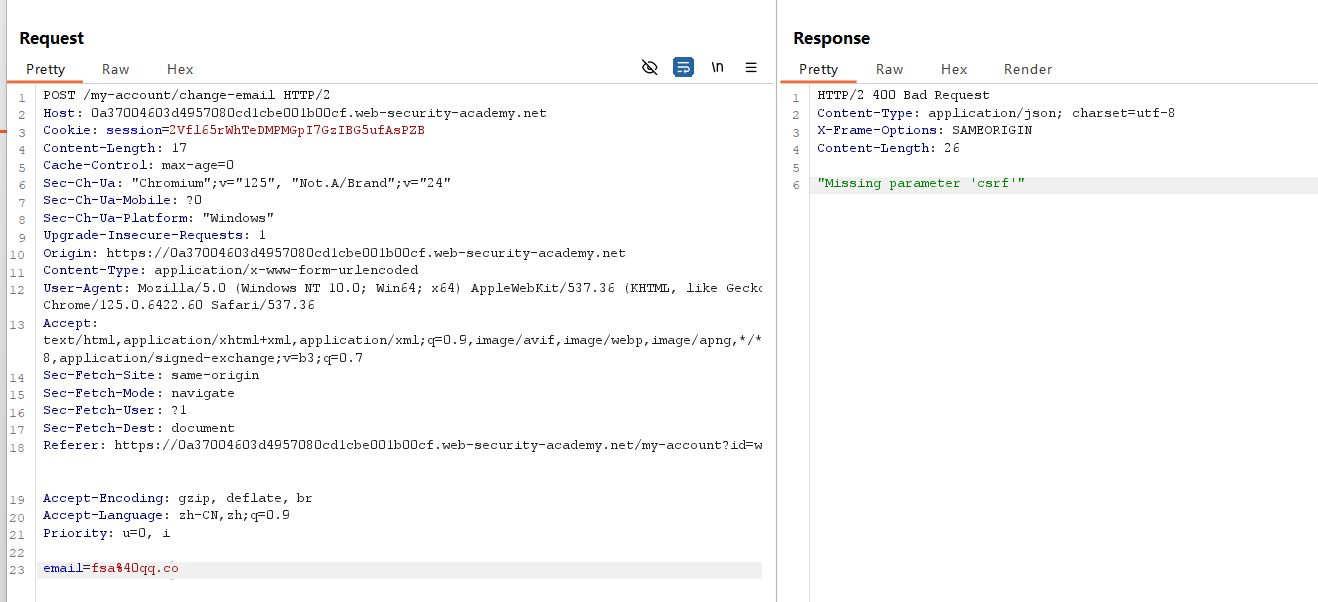 Request
Pretty Raw Hex
\n
1 POST /my-account/change-email HTTP/2
2 Host: 0a37004603d4957080cd1cbe001b00cf.web-security-academy.net
3 Cookie: session=2Vfl65rWhTeDMPMGpI7GzIBG5ufAsPZB
4 Content-Length: 17
5 Cache-Control: max-age=0
6 Sec-Ch-Ua: "Chromium";v="125", "Not.A/Brand";v="24"
7 Sec-Ch-Ua-Mobile: ?0
8 Sec-Ch-Ua-Platform: "Windows"
9 Upgrade-Insecure-Requests: 1
10 Origin: https://0a37004603d4957080cd1cbe001b00cf.web-security-academy.net
11 Content-Type: application/x-www-form-urlencoded
12 User-Agent: Mozilla/5.0 (Windows NT 10.0; Win64; x64) AppleWebKit/537.36 (KHTML, like Gecko
Chrome/125.0.6422.60 Safari/537.36
13 Accept:
text/html,application/xhtml+xml,application/xml;q=0.9,image/avif,image/webp,image/apng,*/*
8,application/signed-exchange;v=b3;q=0.7
14 Sec-Fetch-Site: same-origin
15 Sec-Fetch-Mode: navigate
16 Sec-Fetch-User: ?1
17 Sec-Fetch-Dest: document
18 Referer: https://0a37004603d4957080cd1cbe001b00cf.web-security-academy.net/my-account?id=w
19 Accept-Encoding: gzip, deflate, br
20 Accept-Language: zh-CN,zh;q=0.9
21 Priority: u=0, i
22
23 email=fsa%40qq.co
Response
Pretty Raw Hex Render
1 HTTP/2 400 Bad Request
2 Content-Type: application/json; charset=utf-8
3 X-Frame-Options: SAMEORIGIN
4 Content-Length: 26
5
6 "Missing parameter 'csrf'"